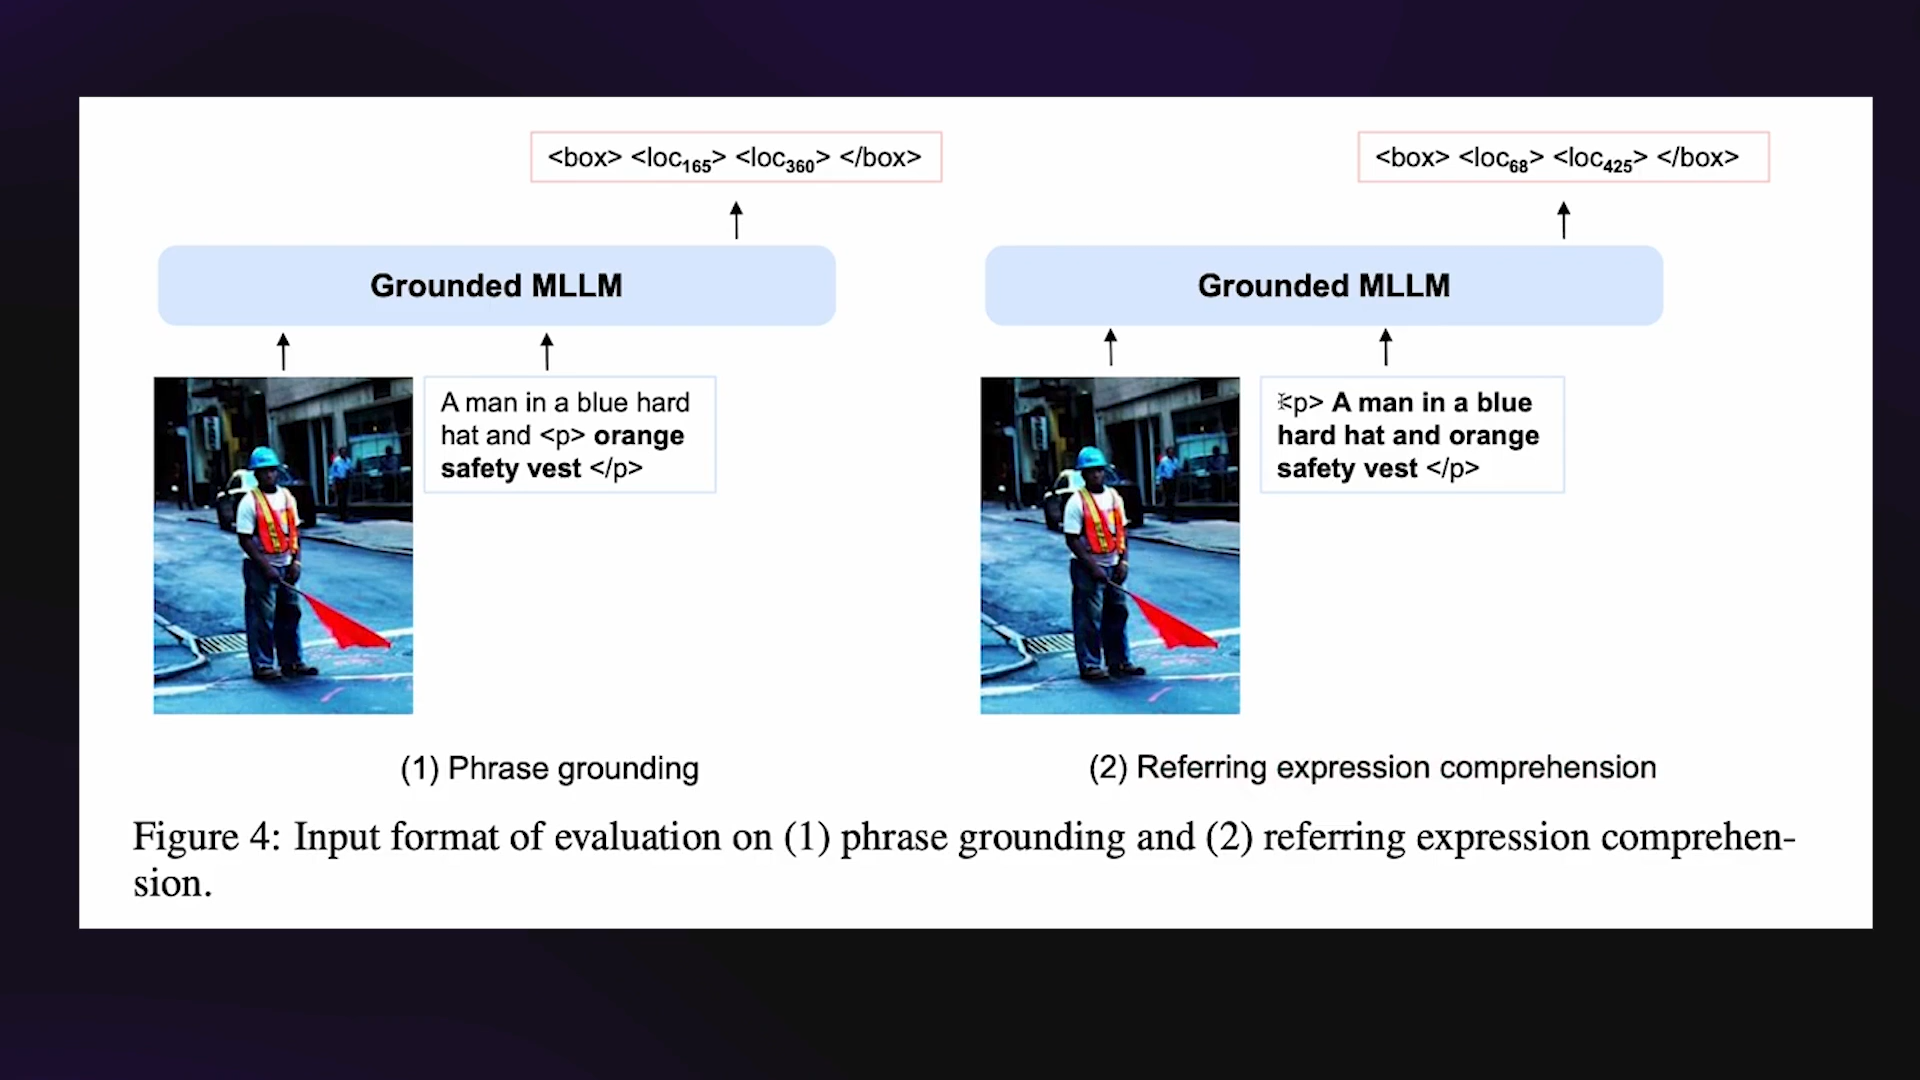 <box> <loc165> <loc360> </box>
<box> <loc68> <loc425> </box>
Grounded MLLM
Grounded MLLM
A man in a blue hard
hat and <p> orange
safety vest </p>
<p> A man in a blue
hard hat and orange
safety vest </p>
(1) Phrase grounding
(2) Referring expression comprehension
Figure 4: Input format of evaluation on (1) phrase grounding and (2) referring expression comprehen-
sion.